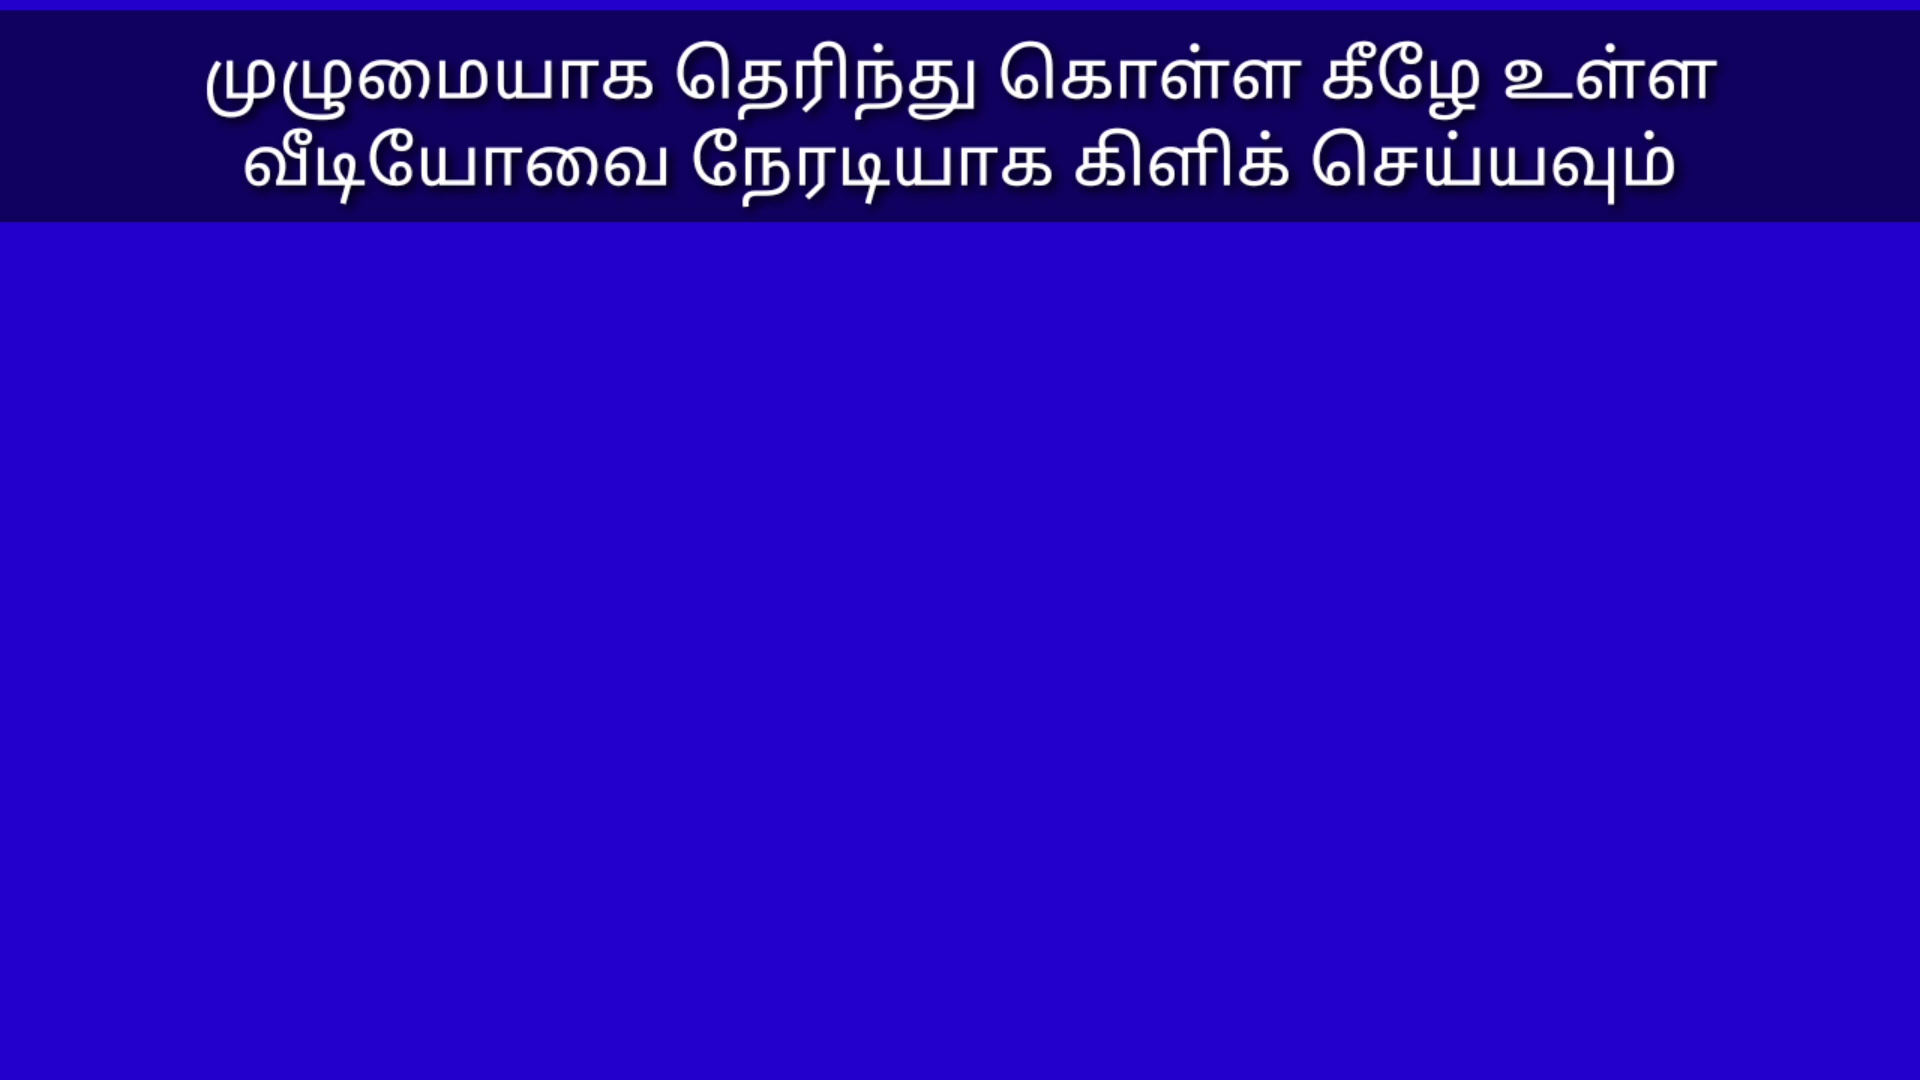 முழுமையாக தெரிந்து கொள்ள கீழே உள்ள
வீடியோவை நேரடியாக கிளிக் செய்யவும்